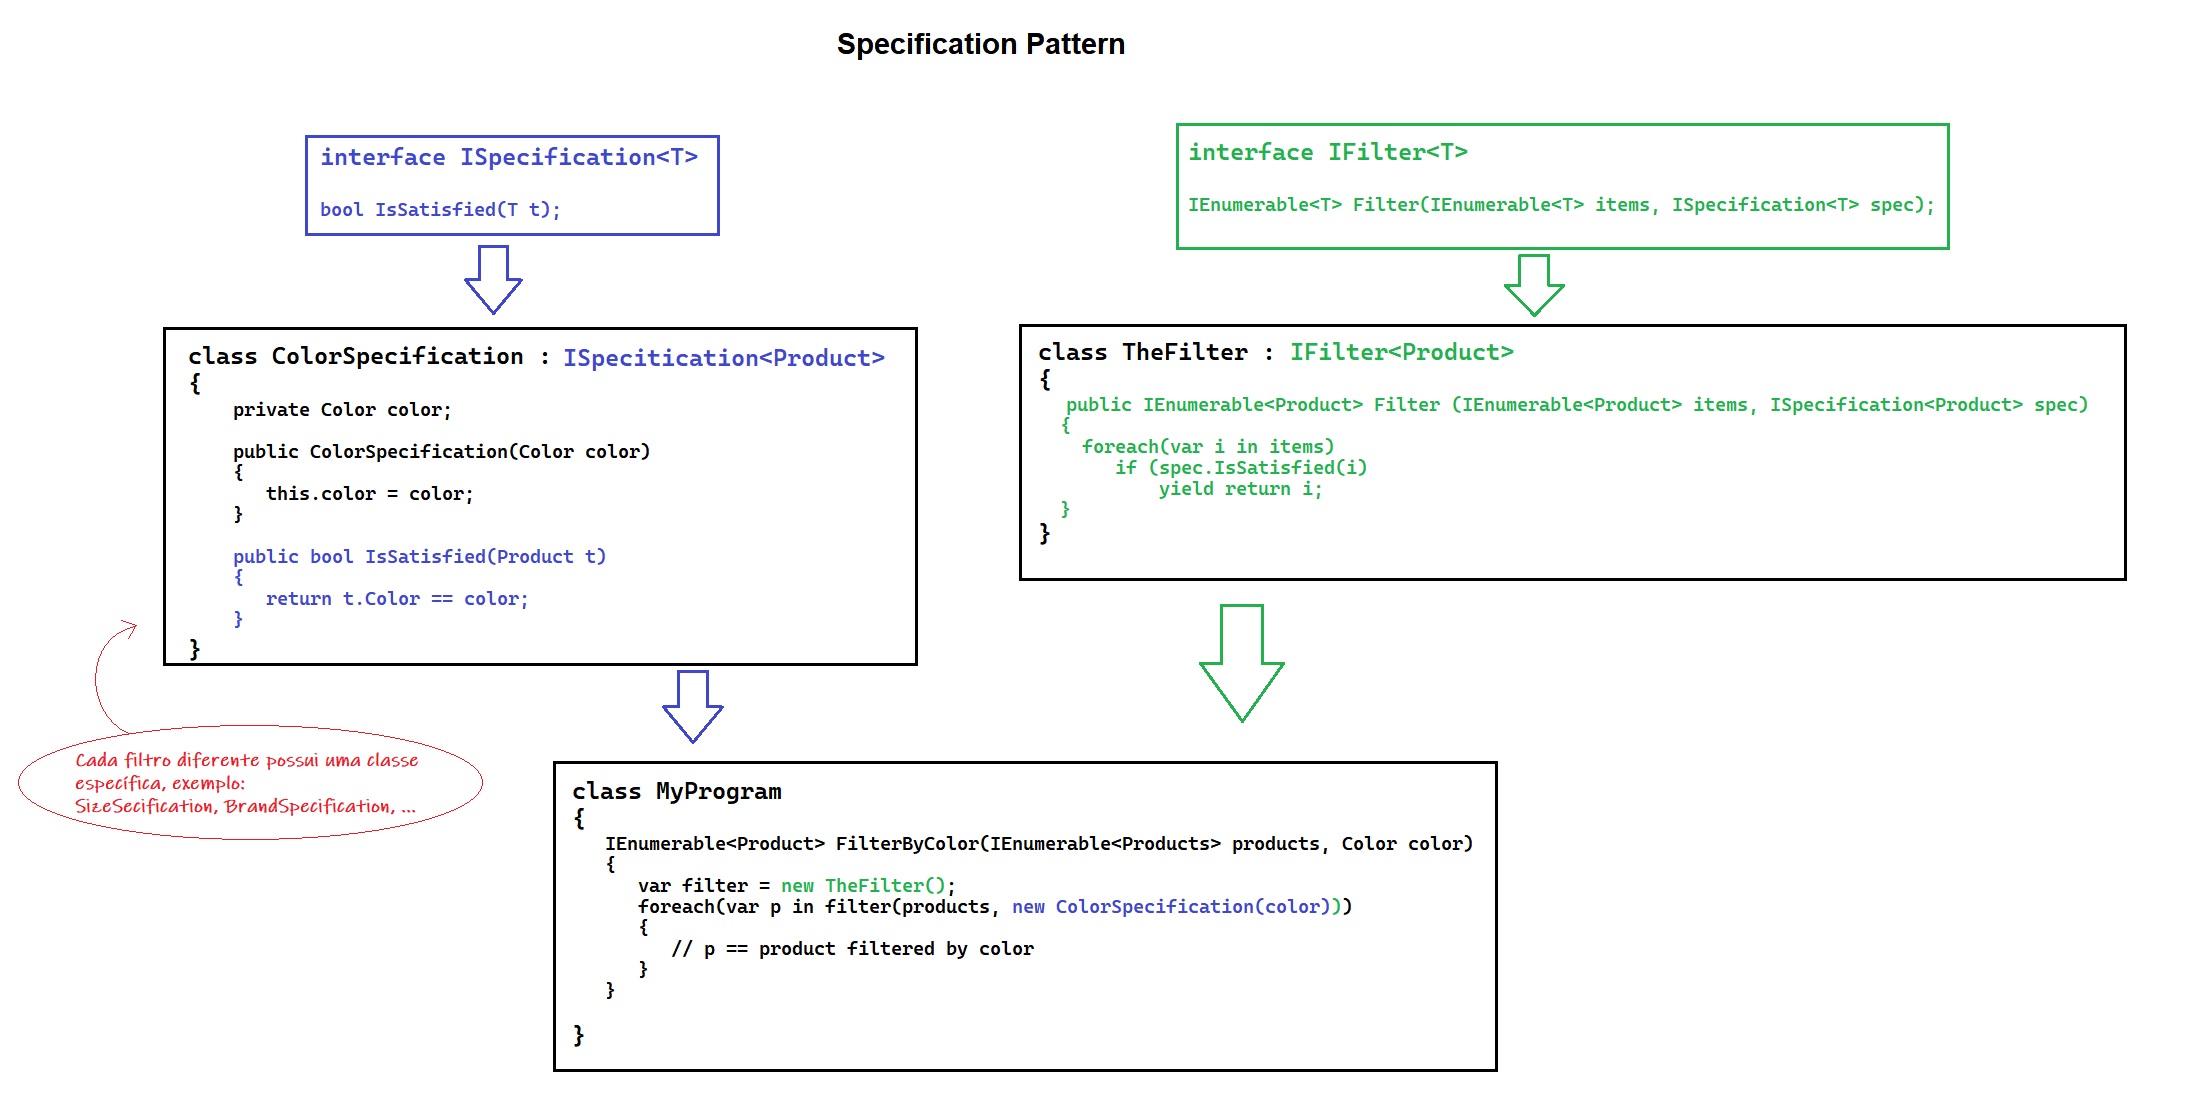 Specification Pattern
interface ISpecification<T>
bool IsSatisfied(T t);
interface IFilter<T>
IEnumerable<T> Filter(IEnumerable<T> items, ISpecification<T> spec);
class ColorSpecification : ISpecitication<Product>
{
private Color color;
public ColorSpecification(Color color)
{
this.color = color;
}
public bool IsSatisfied(Product t)
{
return t.Color == color;
}
}
class TheFilter : IFilter<Product>
{
public IEnumerable<Product> Filter (IEnumerable<Product> items, ISpecification<Product> spec)
{
foreach(var i in items)
if (spec.IsSatisfied(i)
yield return i;
}
}
Cada filtro diferente possui uma classe
específica, exemplo:
SizeSecification, BrandSpecification, ...
class MyProgram
{
IEnumerable<Product> FilterByColor(IEnumerable<Products> products, Color color)
{
var filter = new TheFilter();
foreach(var p in filter(products, new ColorSpecification(color)))
{
// p == product filtered by color
}
}
}